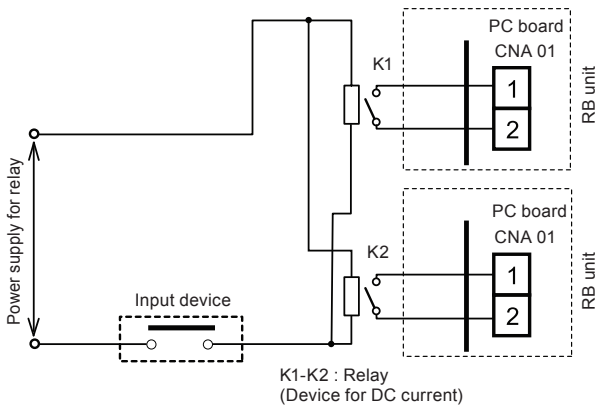 PC board
CNA 01
K1
1
2
RB unit
Power supply for relay
PC board
CNA 01
K2
1
2
RB unit
Input device
K1-K2 : Relay
(Device for DC current)